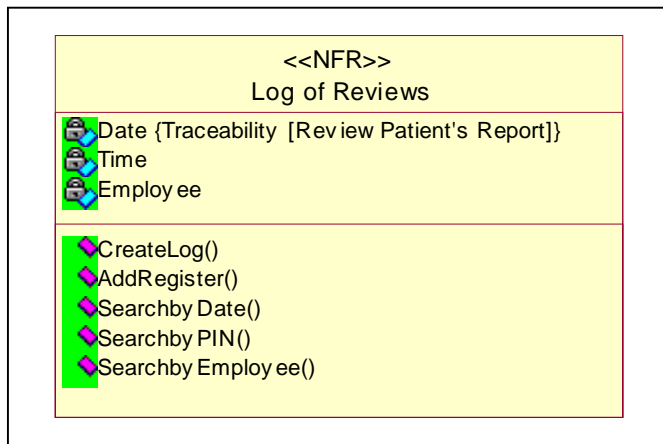 <<NFR>>
Log of Reviews
Date {Traceability [Review Patient's Report]}
Time
Employee
CreateLog()
AddRegister()
SearchbyDate()
SearchbyPIN()
SearchbyEmployee()